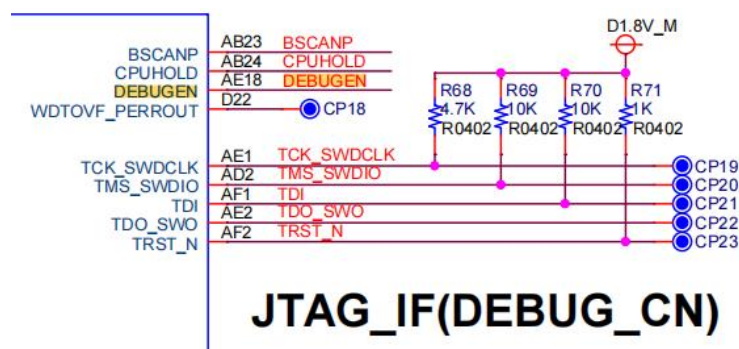 D1.8V_M
BSCANP AB23 BSCANP
CPUHOLD AB24 CPUHOLD
DEBUGEN AE18 DEBUGEN
WDTOVF_PERROUT D22 CP18
R68 R69 R70 R71
4.7K 10K 10K 1K
R0402 R0402 R0402 R0402
TCK_SWDCLK AE1 TCK_SWDCLK CP19
TMS_SWDIO AD2 TMS_SWDIO CP20
TDI AF1 TDI CP21
TDO_SWO AE2 TDO_SWO CP22
TRST_N AF2 TRST_N CP23
JTAG_IF(DEBUG_CN)